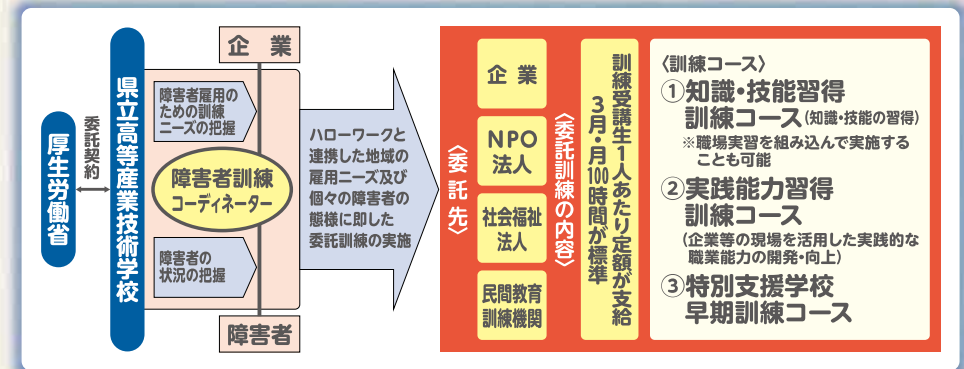 厚生労働省
委託契約
県立高等産業技術学校
企業
障害者雇用の
ための訓練
ニーズの把握
障害者訓練
コーディネーター
障害者の
状況の把握
障害者
ハローワークと
連携した地域の
雇用ニーズ及び
個々の障害者の
態様に即した
委託訓練の実施
〈委託先〉
企業
NPO
法人
社会福祉
法人
民間教育
訓練機関
〈委託訓練の内容〉
訓練受講生1人あたり定額が支給
3月・月100時間が標準
〈訓練コース〉
①知識・技能習得
訓練コース(知識・技能の習得)
※職場実習を組み込んで実施する
ことも可能
②実践能力習得
訓練コース
(企業等の現場を活用した実践的な
職業能力の開発・向上)
③特別支援学校
早期訓練コース